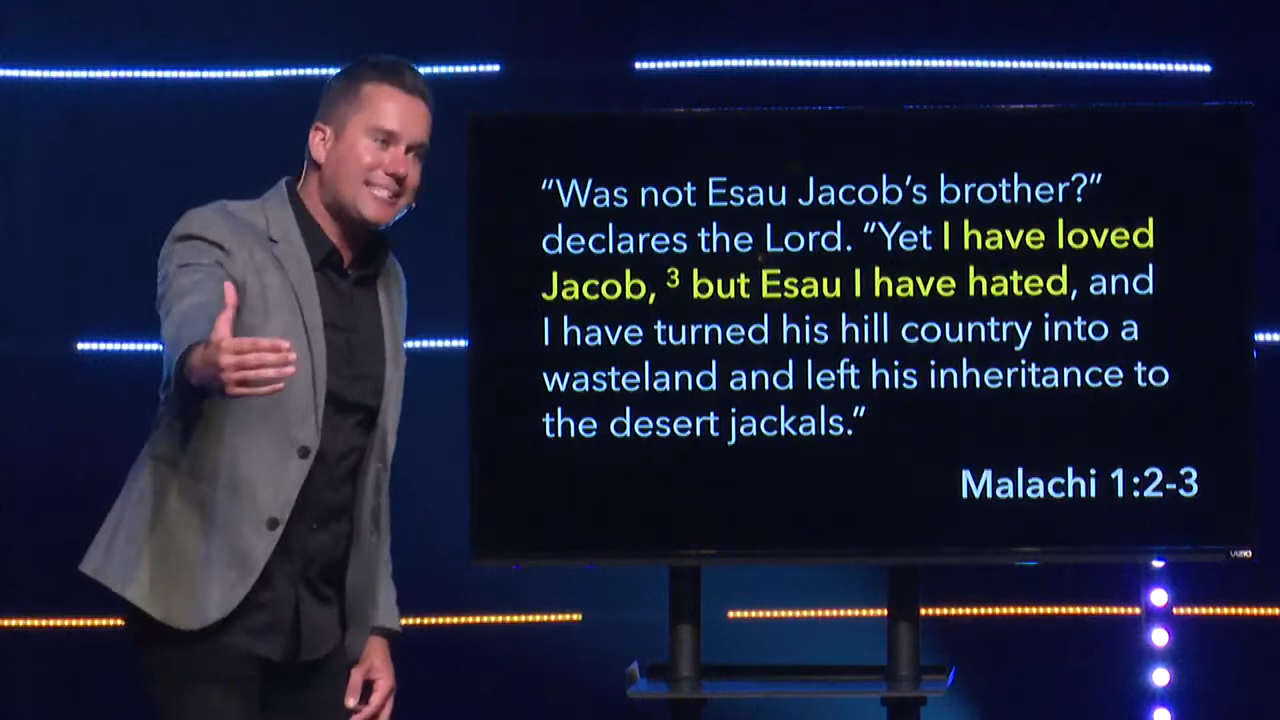 “Was not Esau Jacob’s brother?”
declares the Lord. “Yet I have loved
Jacob, ³ but Esau I have hated, and
I have turned his hill country into a
wasteland and left his inheritance to
the desert jackals.”
Malachi 1:2-3
VIZIO